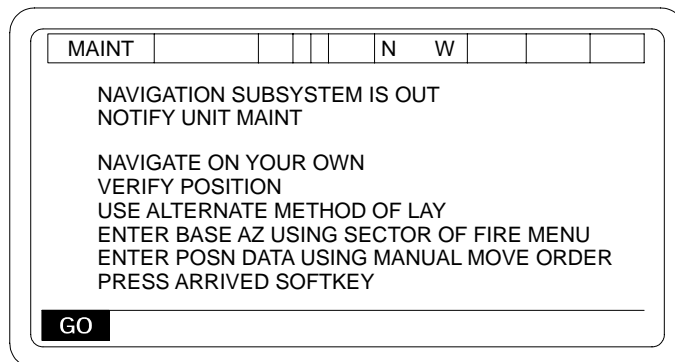 MAINT N W
NAVIGATION SUBSYSTEM IS OUT
NOTIFY UNIT MAINT
NAVIGATE ON YOUR OWN
VERIFY POSITION
USE ALTERNATE METHOD OF LAY
ENTER BASE AZ USING SECTOR OF FIRE MENU
ENTER POSN DATA USING MANUAL MOVE ORDER
PRESS ARRIVED SOFTKEY
GO